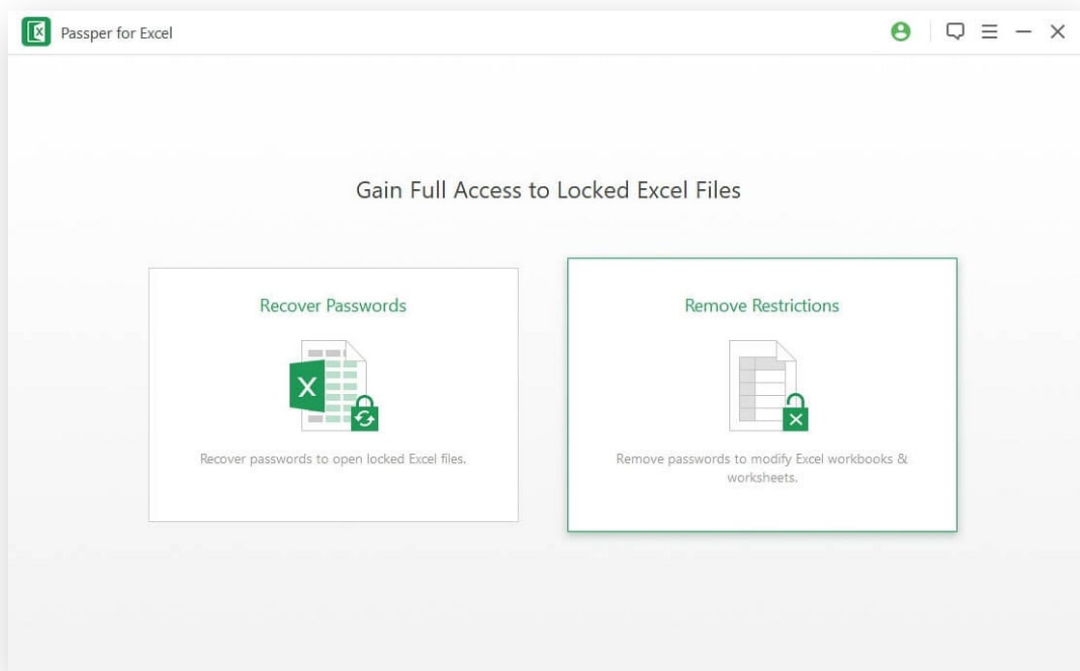 Passper for Excel
Gain Full Access to Locked Excel Files
Recover Passwords
X
Recover passwords to open locked Excel files.
Remove Restrictions
Remove passwords to modify Excel workbooks &
worksheets.